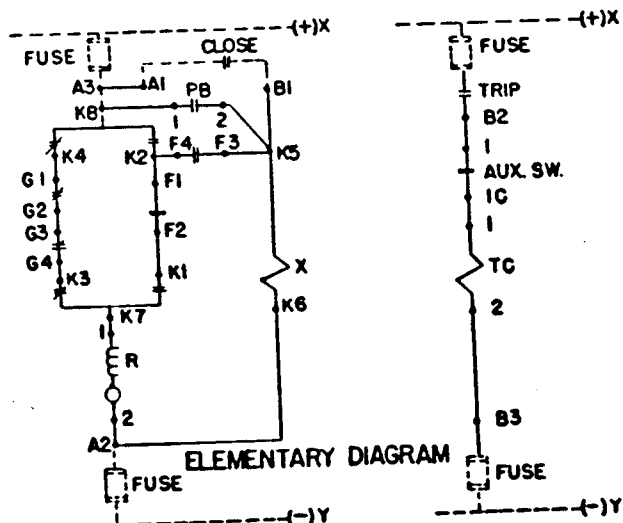 (+)X
FUSE
CLOSE
A3
A1
B1
K8
PB
1
2
K4
K2
F4
F3
K5
G1
F1
G2
G3
F2
G4
K3
K1
X
K7
K6
1
R
2
A2
ELEMENTARY DIAGRAM
FUSE
(-)Y
(+)X
FUSE
TRIP
B2
1
AUX. SW.
1C
1
TC
2
B3
FUSE
(-)Y